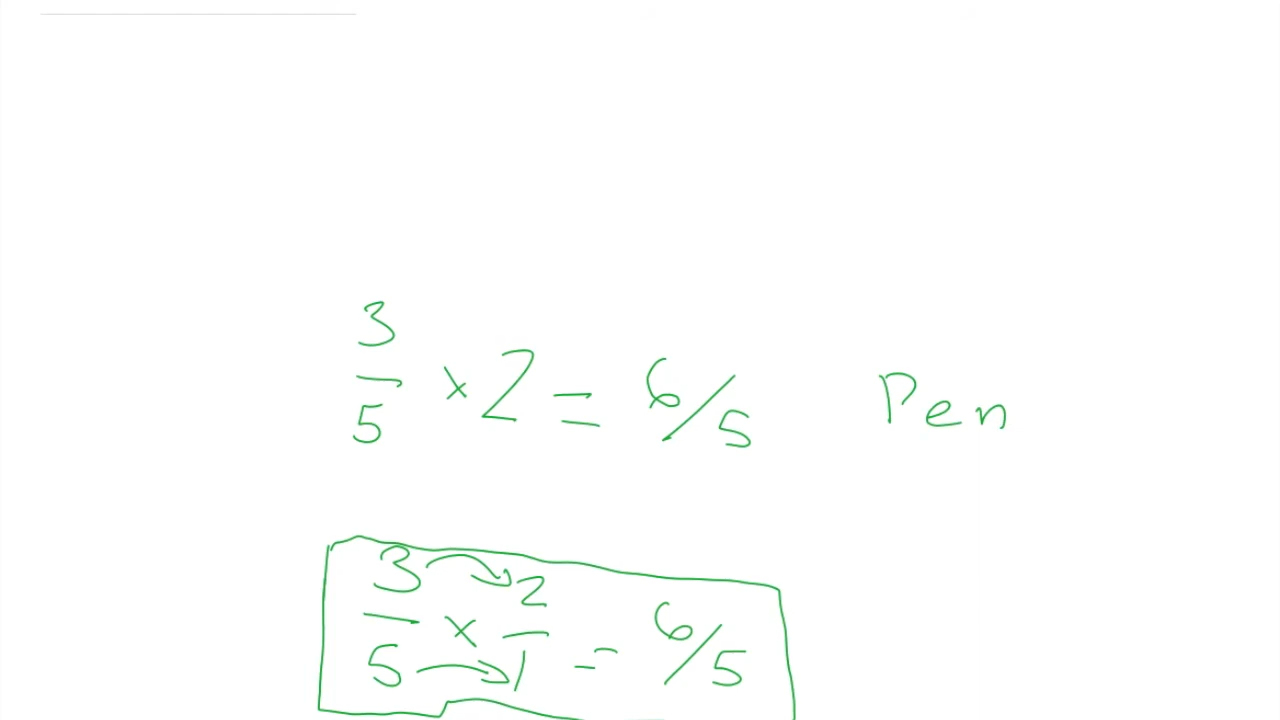 3/5 × 2 = 6/5 Pen
3/5 × 2/1 = 6/5